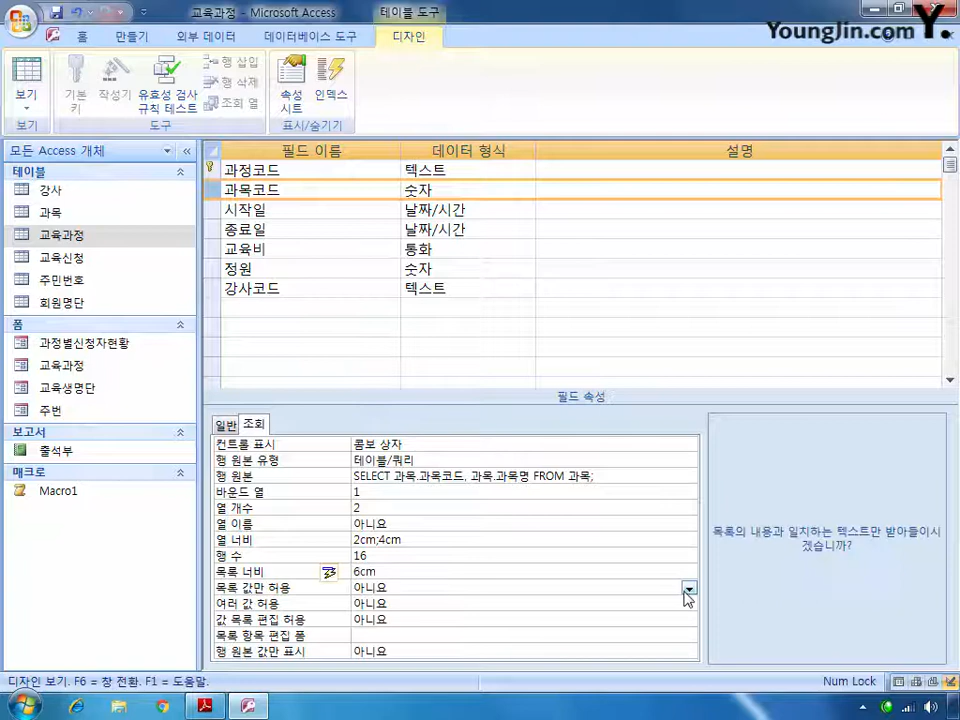 교육과정 - Microsoft Access
테이블 도구
YoungJin.com Y.
홈
만들기
외부 데이터
데이터베이스 도구
디자인
보기
기본 키
작성기
유효성 검사 규칙 테스트
행 삽입
행 삭제
조회 열
속성 시트
인덱스
보기
도구
표시/숨기기
모든 Access 개체
테이블
강사
과목
교육과정
교육신청
주민번호
회원명단
폼
과정별신청자현황
교육과정
교육생명단
주번
보고서
출석부
매크로
Macro1
필드 이름 데이터 형식 설명
과정코드 텍스트
과목코드 숫자
시작일 날짜/시간
종료일 날짜/시간
교육비 통화
정원 숫자
강사코드 텍스트
필드 속성
일반 조회
컨트롤 표시 콤보 상자
행 원본 유형 테이블/쿼리
행 원본 SELECT 과목.과목코드, 과목.과목명 FROM 과목;
바운드 열 1
열 개수 2
열 이름 아니요
열 너비 2cm;4cm
행 수 16
목록 너비 6cm
목록 값만 허용 아니요
여러 값 허용 아니요
값 목록 편집 허용 아니요
목록 항목 편집 폼
행 원본 값만 표시 아니요
목록의 내용과 일치하는 텍스트만 받아들이시
겠습니까?
디자인 보기. F6 = 창 전환. F1 = 도움말.
Num Lock